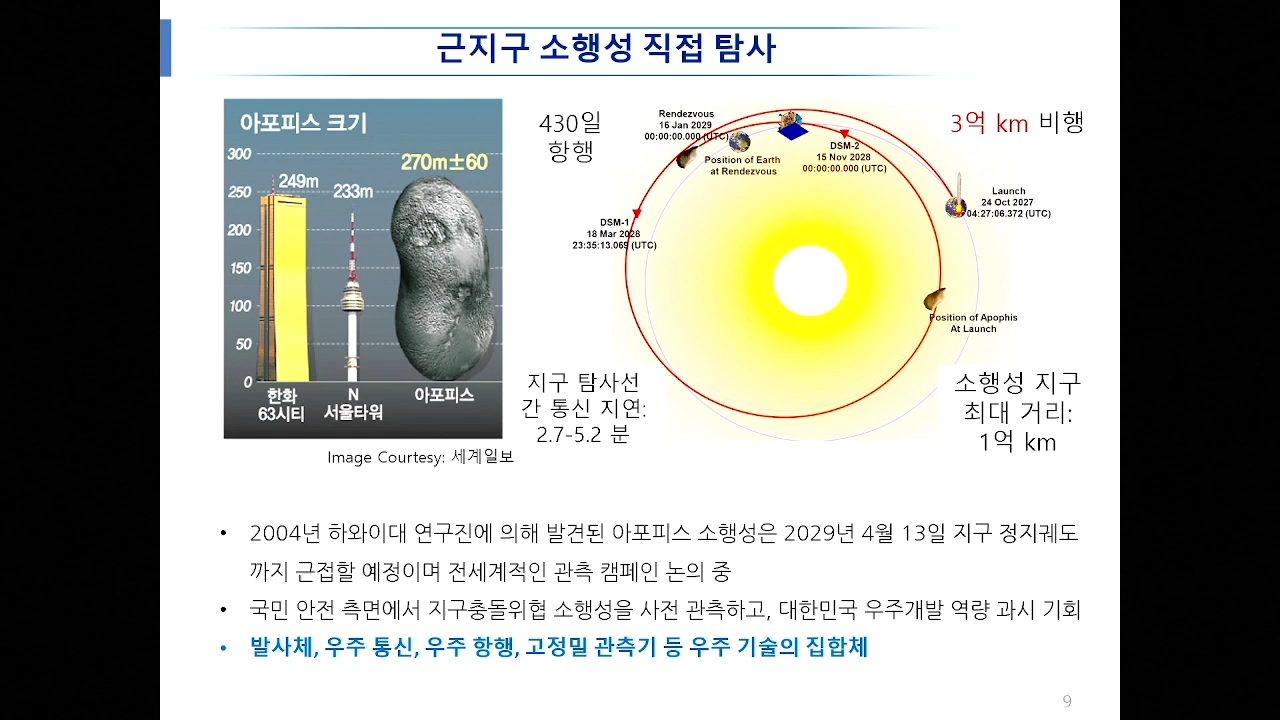 근지구 소행성 직접 탐사
아포피스 크기
300
250
200
150
100
50
0
249m
233m
270m±60
한화
63시티
N
서울타워
아포피스
Image Courtesy: 세계일보
430일
항행
Rendezvous
16 Jan 2029
00:00:00.000 (UTC)
Position of Earth
at Rendezvous
DSM-2
15 Nov 2028
00:00:00.000 (UTC)
3억 km 비행
Launch
24 Oct 2027
04:27:06.372 (UTC)
DSM-1
18 Mar 2028
23:35:13.069 (UTC)
Position of Apophis
At Launch
지구 탐사선
간 통신 지연:
2.7-5.2 분
소행성 지구
최대 거리:
1억 km
• 2004년 하와이대 연구진에 의해 발견된 아포피스 소행성은 2029년 4월 13일 지구 정지궤도
까지 근접할 예정이며 전세계적인 관측 캠페인 논의 중
• 국민 안전 측면에서 지구충돌위협 소행성을 사전 관측하고, 대한민국 우주개발 역량 과시 기회
• 발사체, 우주 통신, 우주 항행, 고정밀 관측기 등 우주 기술의 집합체
9